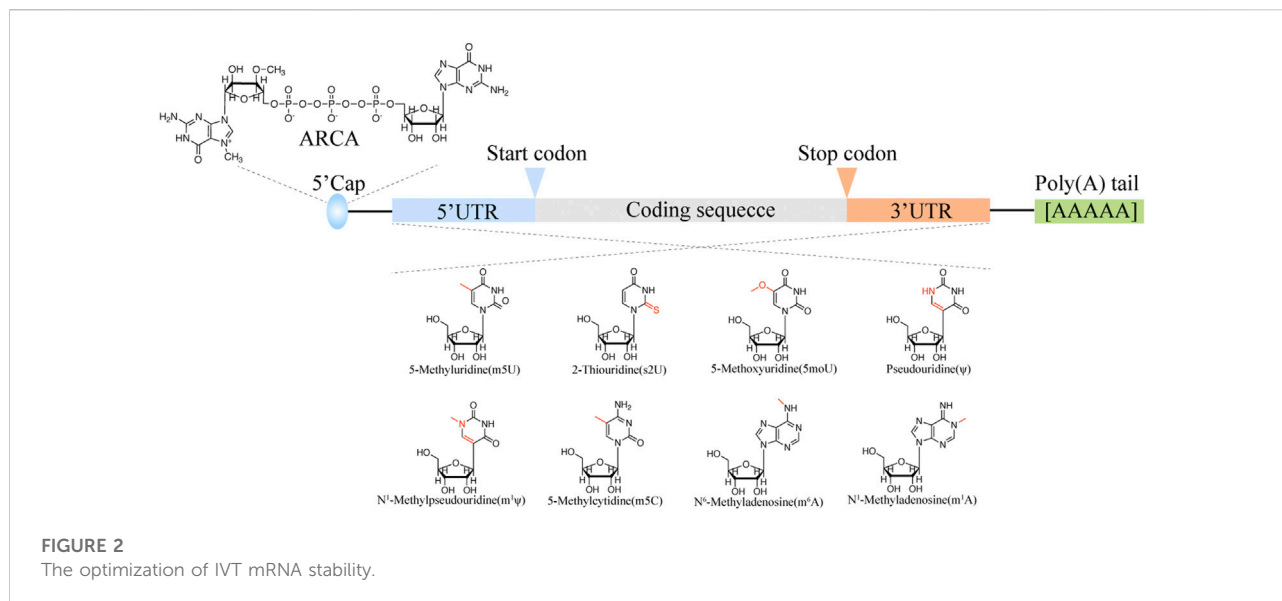 ARCA
Start codon
Stop codon
5'Cap
Poly(A) tail
5'UTR
Coding sequecce
3'UTR
[AAAAA]
5-Methyluridine(m5U)
2-Thiouridine(s2U)
5-Methoxyuridine(5moU)
Pseudouridine(ψ)
N¹-Methylpseudouridine(m¹ψ)
5-Methylcytidine(m5C)
N⁶-Methyladenosine(m⁶A)
N¹-Methyladenosine(m¹A)
FIGURE 2
The optimization of IVT mRNA stability.